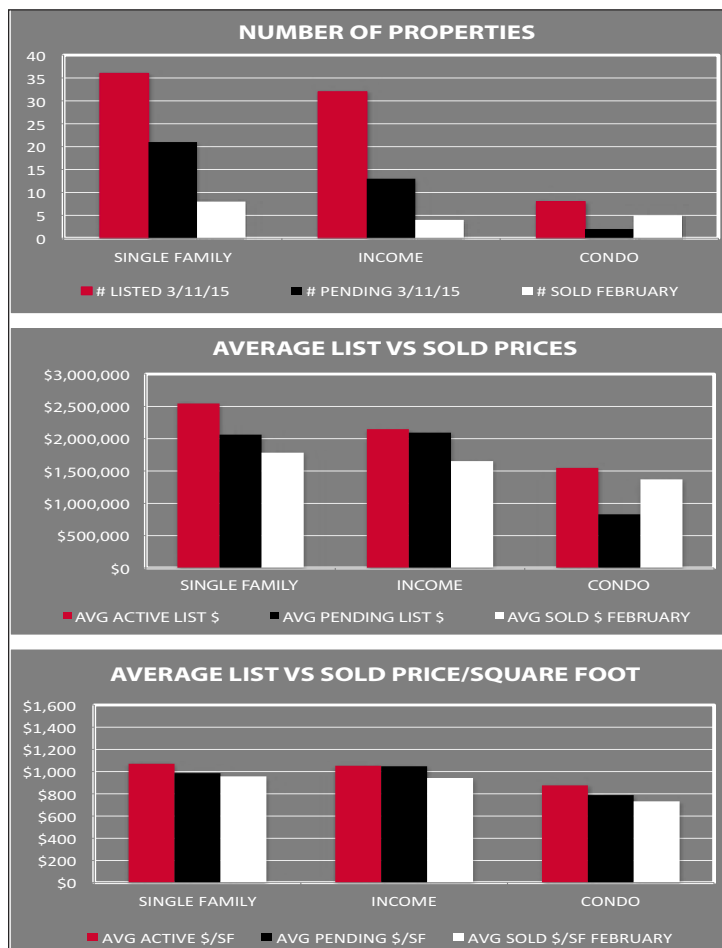 NUMBER OF PROPERTIES
40
35
30
25
20
15
10
5
0
SINGLE FAMILY INCOME CONDO
# LISTED 3/11/15 # PENDING 3/11/15 # SOLD FEBRUARY
AVERAGE LIST VS SOLD PRICES
$3,000,000
$2,500,000
$2,000,000
$1,500,000
$1,000,000
$500,000
$0
SINGLE FAMILY INCOME CONDO
AVG ACTIVE LIST $ AVG PENDING LIST $ AVG SOLD $ FEBRUARY
AVERAGE LIST VS SOLD PRICE/SQUARE FOOT
$1,600
$1,400
$1,200
$1,000
$800
$600
$400
$200
$0
SINGLE FAMILY INCOME CONDO
AVG ACTIVE $/SF AVG PENDING $/SF AVG SOLD $/SF FEBRUARY